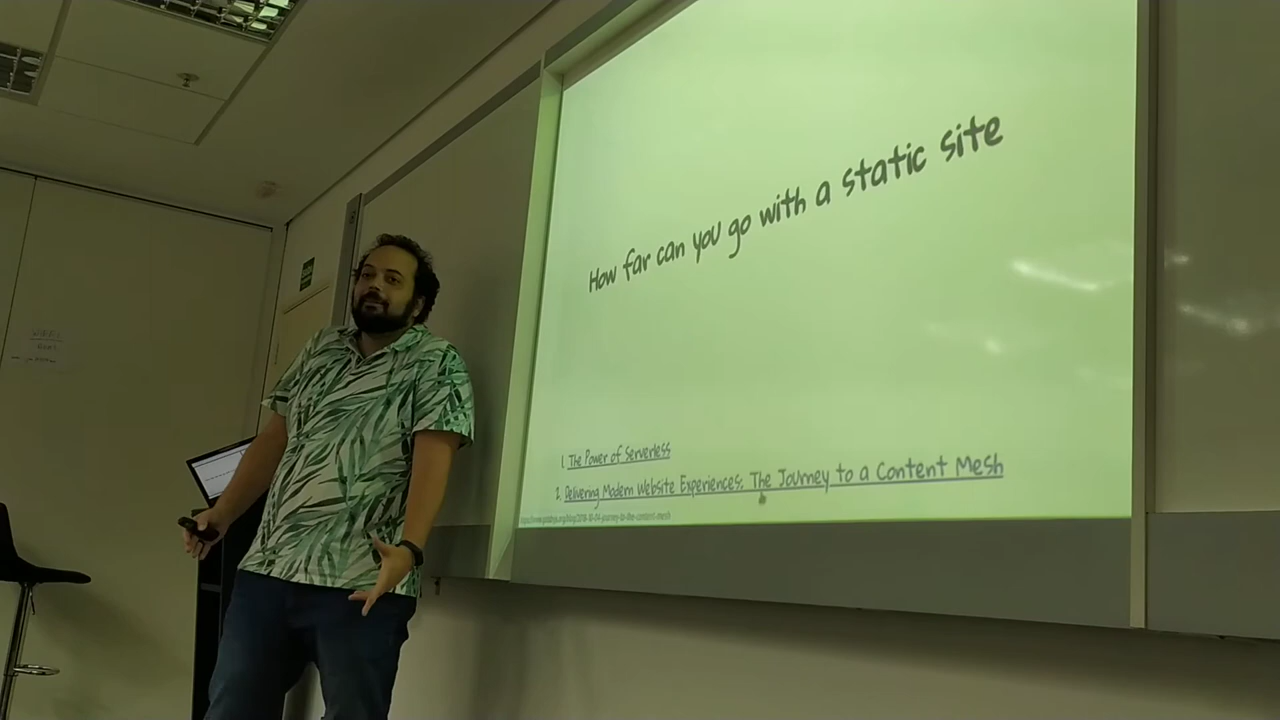 How far can you go with a static site
1. The Power of Serverless
2. Delivering Modern Website Experiences: The Journey to a Content Mesh